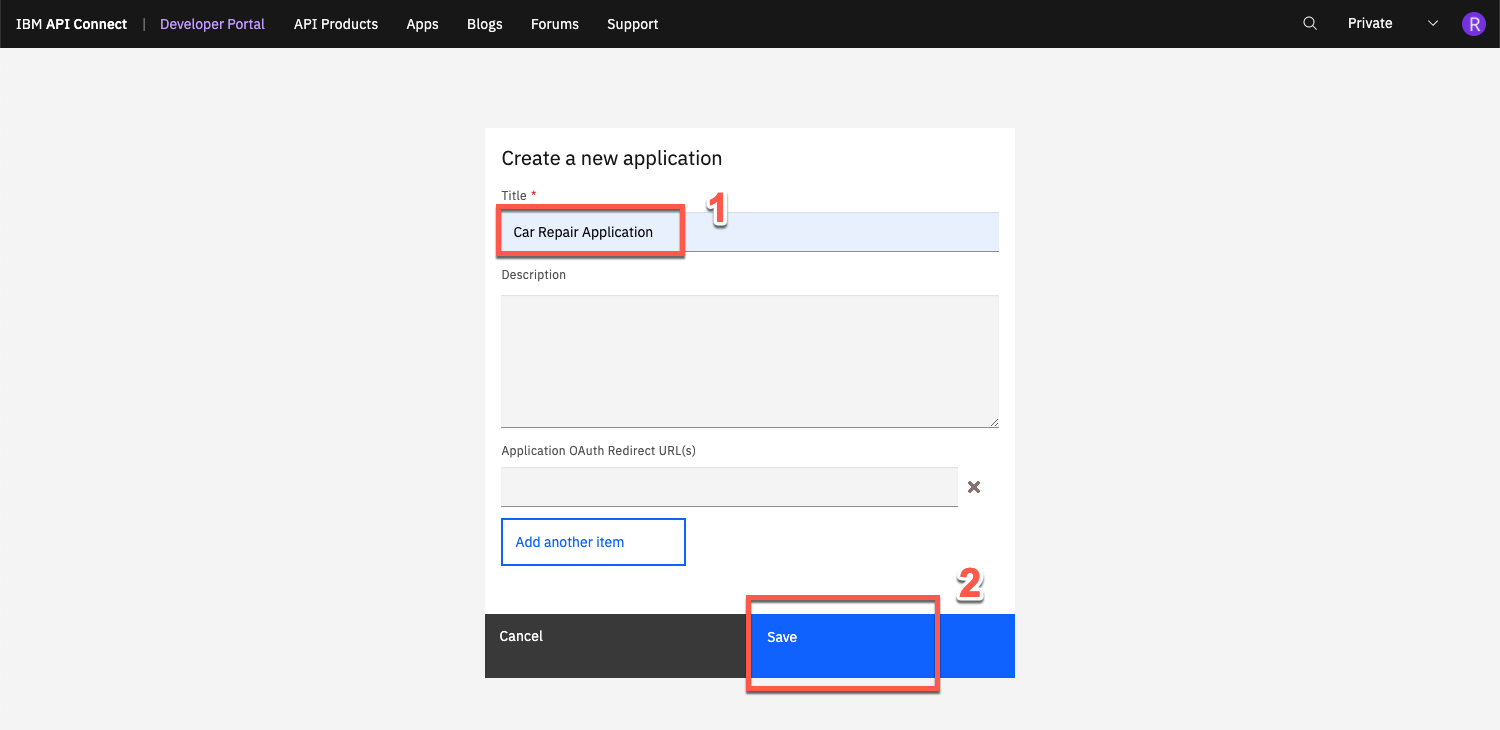 IBM API Connect | Developer Portal API Products Apps Blogs Forums Support Private R
Create a new application
Title *
1
Car Repair Application
Description
Application OAuth Redirect URL(s)
Add another item
2
Cancel Save